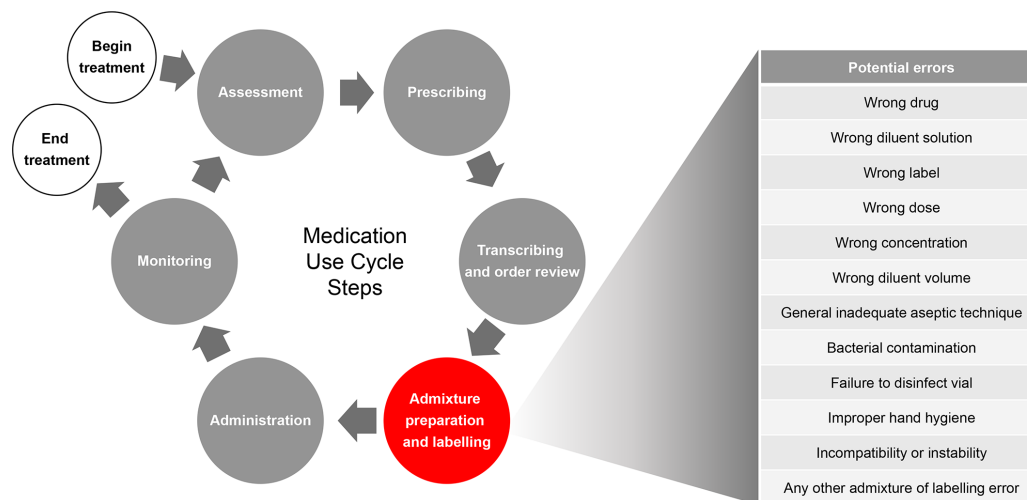 Begin
treatment
End
treatment
Assessment
Prescribing
Transcribing
and order review
Admixture
preparation
and labelling
Administration
Monitoring
Medication
Use Cycle
Steps
Potential errors
Wrong drug
Wrong diluent solution
Wrong label
Wrong dose
Wrong concentration
Wrong diluent volume
General inadequate aseptic technique
Bacterial contamination
Failure to disinfect vial
Improper hand hygiene
Incompatibility or instability
Any other admixture of labelling error